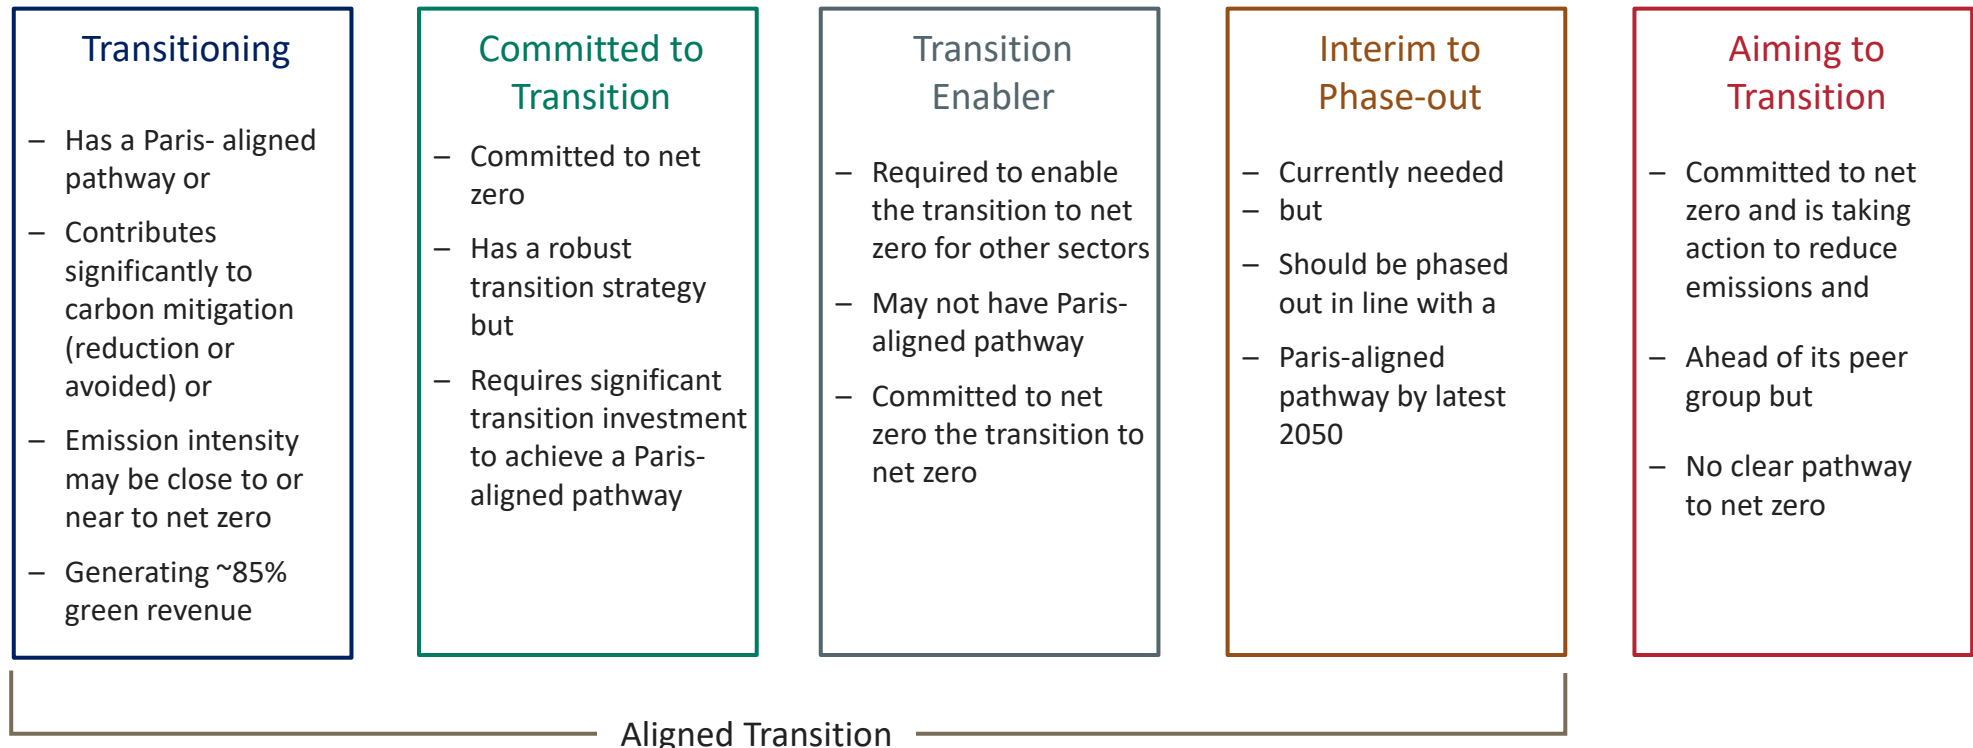 Transitioning
– Has a Paris- aligned
pathway or
– Contributes
significantly to
carbon mitigation
(reduction or
avoided) or
– Emission intensity
may be close to or
near to net zero
– Generating ~85%
green revenue
Committed to
Transition
– Committed to net
zero
– Has a robust
transition strategy
but
– Requires significant
transition investment
to achieve a Paris-
aligned pathway
Transition
Enabler
– Required to enable
the transition to net
zero for other sectors
– May not have Paris-
aligned pathway
– Committed to net
zero the transition to
net zero
Interim to
Phase-out
– Currently needed
– but
– Should be phased
out in line with a
– Paris-aligned
pathway by latest
2050
Aiming to
Transition
– Committed to net
zero and is taking
action to reduce
emissions and
– Ahead of its peer
group but
– No clear pathway
to net zero
Aligned Transition